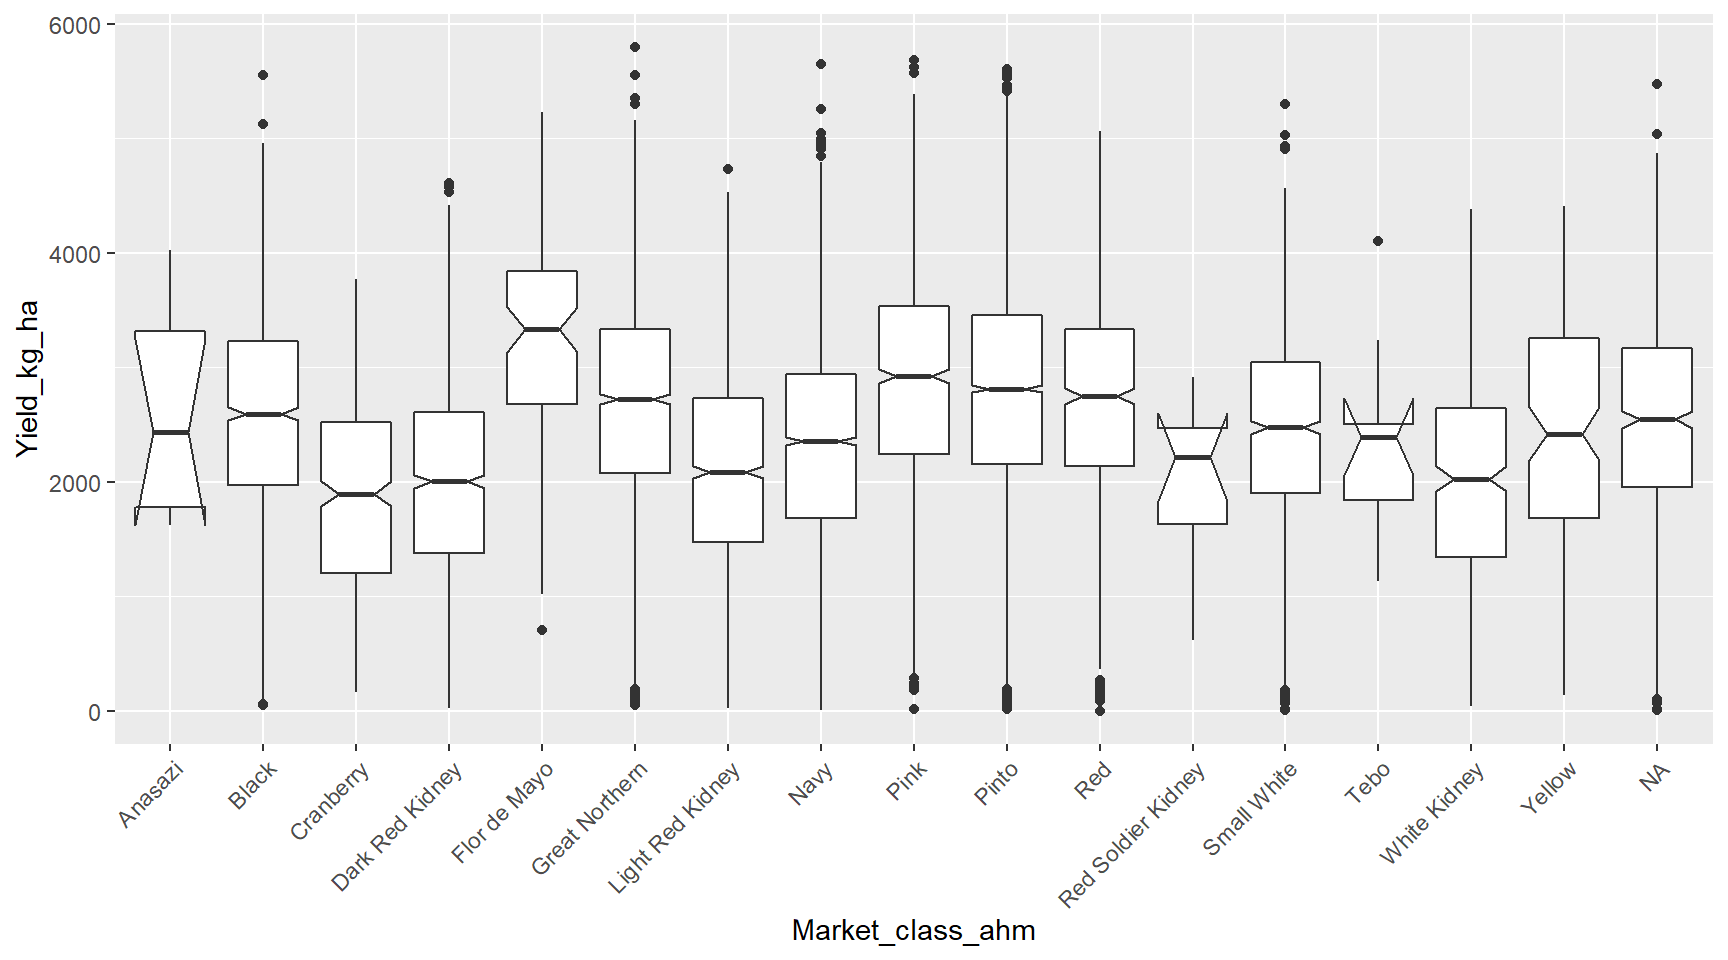 6000
4000
2000
0
Yield_kg_ha
Anasazi
Black
Cranberry
Dark Red Kidney
Flor de Mayo
Great Northern
Light Red Kidney
Navy
Pink
Pinto
Red
Red Soldier Kidney
Small White
Tebo
White Kidney
Yellow
NA
Market_class_ahm